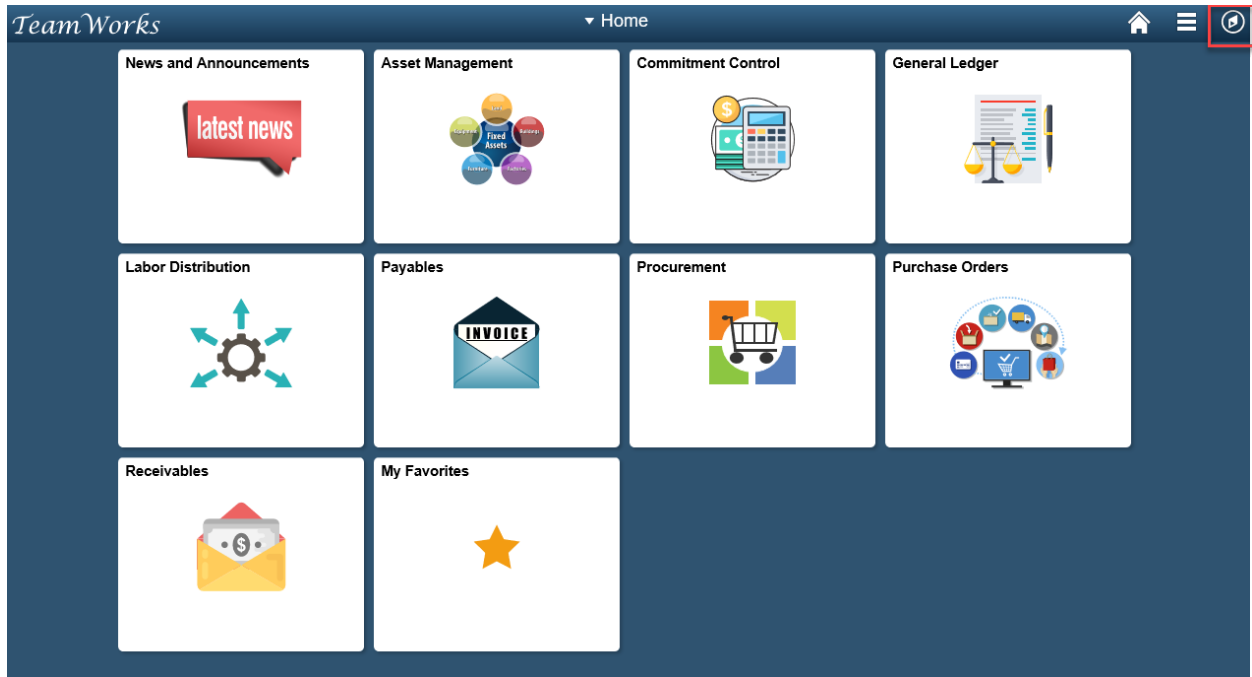 TeamWorks
Home
News and Announcements
latest news
Asset Management
Fixed
Assets
Commitment Control
General Ledger
Labor Distribution
Payables
INVOICE
Procurement
Purchase Orders
Receivables
My Favorites